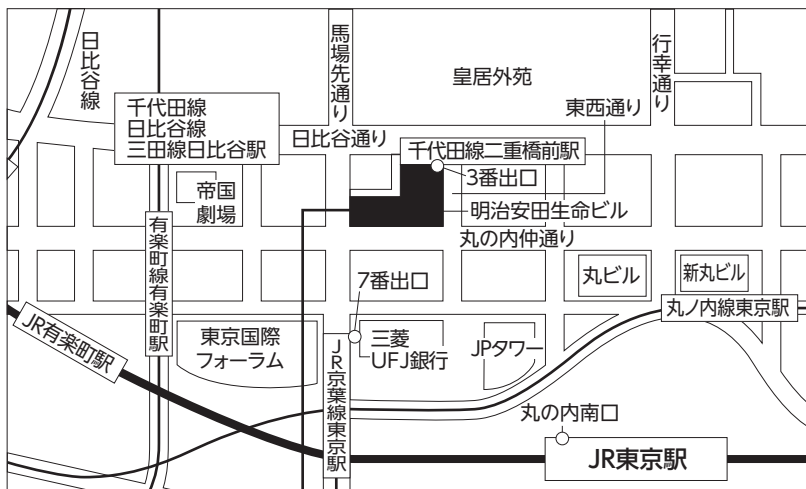 日比谷線
馬場先通り
行幸通り
皇居外苑
千代田線
日比谷線
三田線日比谷駅
東西通り
日比谷通り
千代田線二重橋前駅
3番出口
帝国
劇場
明治安田生命ビル
丸の内仲通り
有楽町線有楽町駅
7番出口
丸ビル
新丸ビル
丸ノ内線東京駅
JR有楽町駅
東京国際
フォーラム
JR京葉線東京駅
三菱
UFJ銀行
JPタワー
丸の内南口
JR東京駅